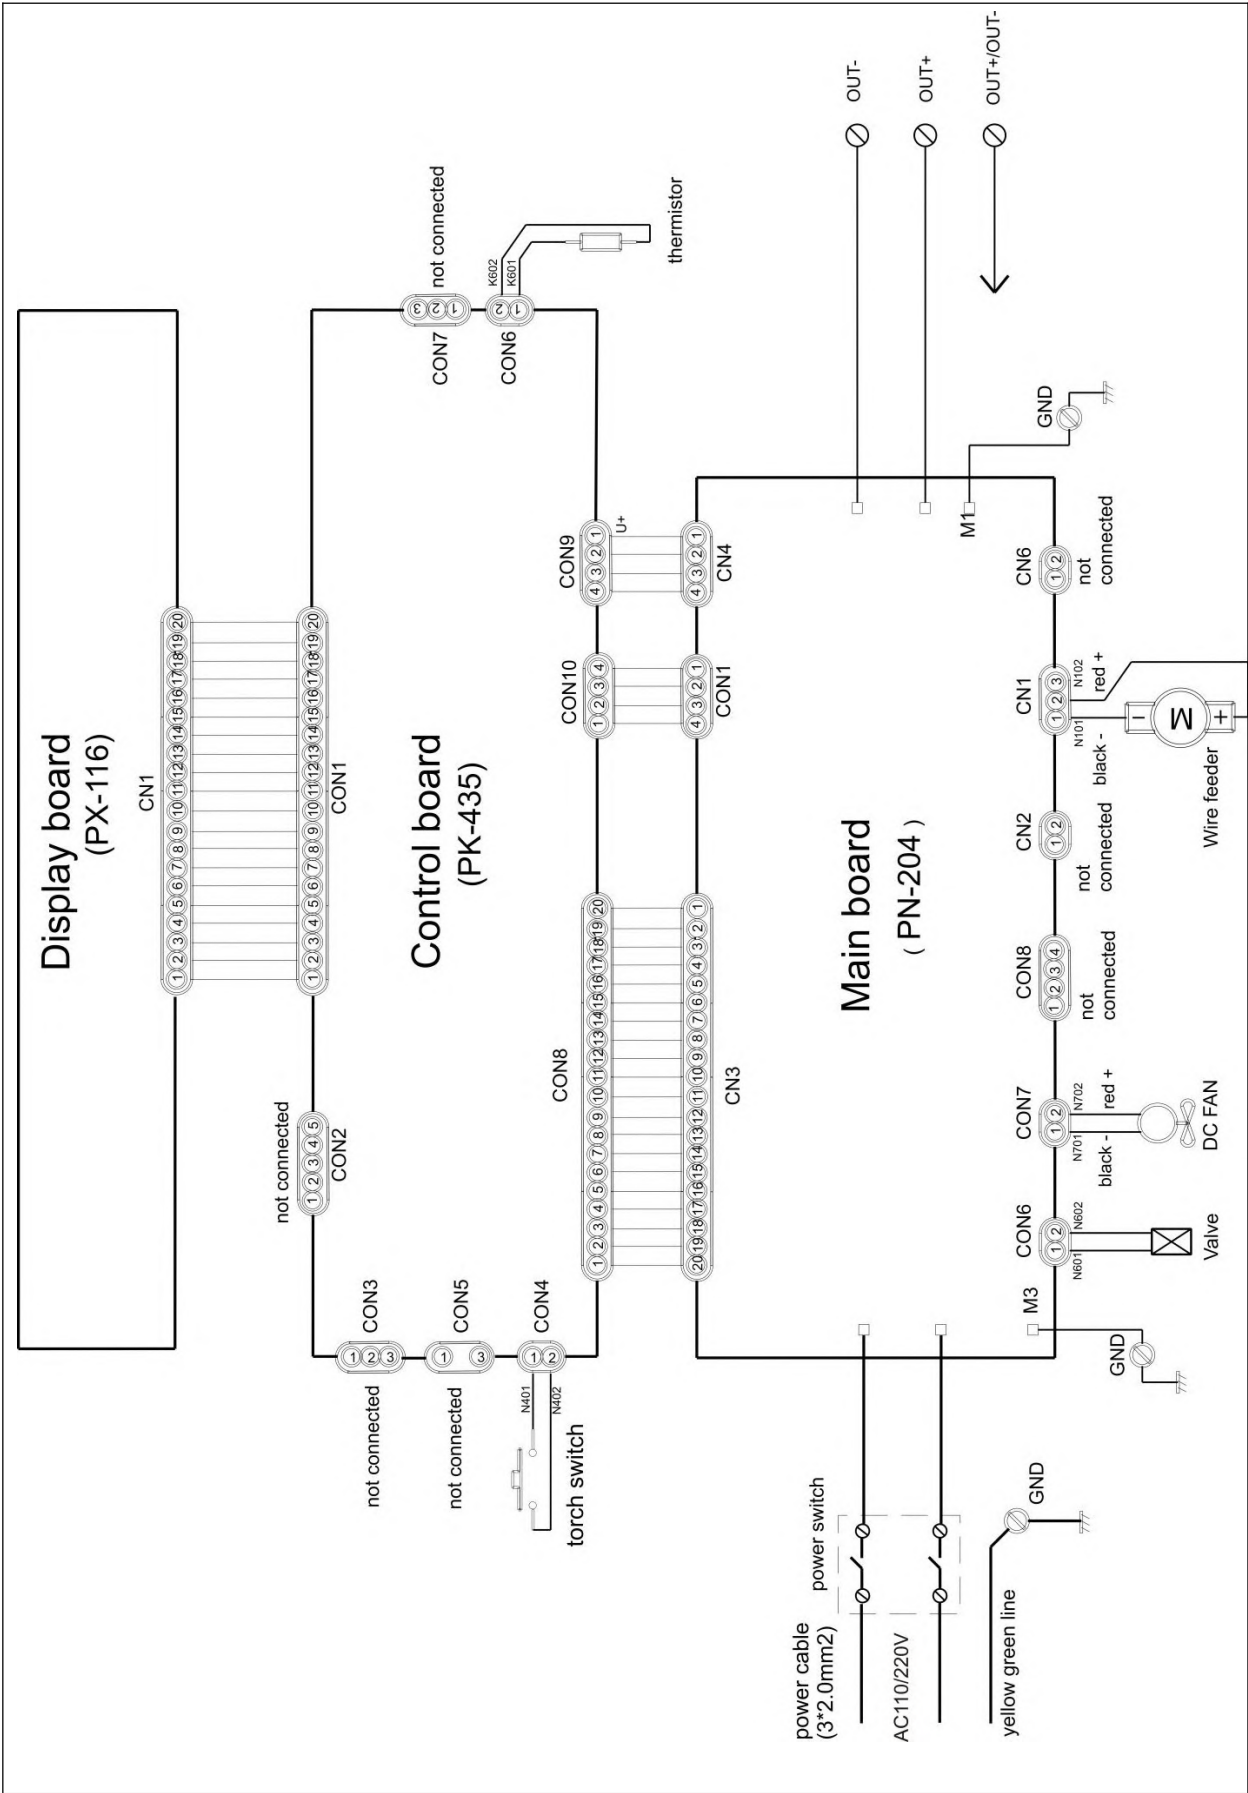 Display board
(PX-116)
CN1
1 2 3 4 5 6 7 8 9 10 11 12 13 14 15 16 17 18 19 20
not connected
1 2 3 4 5
CON2
1 2 3 4 5 6 7 8 9 10 11 12 13 14 15 16 17 18 19 20
CON1
Control board
(PK-435)
CON3
1 2 3
not connected
CON5
1 3
not connected
CON4
1 2
N401
N402
torch switch
not connected
3 2 1
CON7
K602
K601
2 1
CON6
thermistor
CON8
1 2 3 4 5 6 7 8 9 10 11 12 13 14 15 16 17 18 19 20
CON10
1 2 3 4
CON9
4 3 2 1
U+
20 19 18 17 16 15 14 13 12 11 10 9 8 7 6 5 4 3 2 1
CN3
4 3 2 1
CON1
4 3 2 1
CN4
Main board
( PN-204 )
OUT-
OUT+
OUT+/OUT-
M1
GND
M3
GND
CON6
1 2
N601
N602
Valve
CON7
1 2
N701
N702
black -
red +
DC FAN
CON8
1 2 3 4
not
connected
CN2
1 2
not
connected
CN1
1 2 3
N101
N102
black -
red +
- M +
Wire feeder
CN6
1 2
not
connected
power cable
(3*2.0mm2)
power switch
AC110/220V
yellow green line
GND